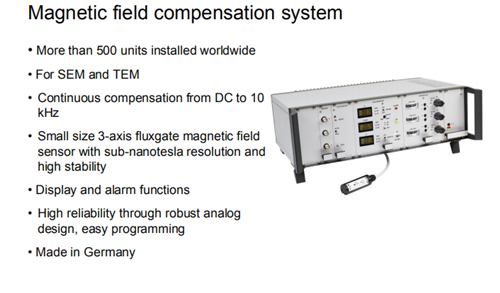 Magnetic field compensation system
• More than 500 units installed worldwide
• For SEM and TEM
• Continuous compensation from DC to 10
kHz
• Small size 3-axis fluxgate magnetic field
sensor with sub-nanotesla resolution and
high stability
• Display and alarm functions
• High reliability through robust analog
design, easy programming
• Made in Germany